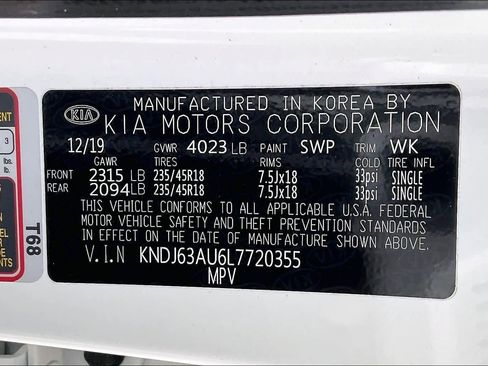 MANUFACTURED IN KOREA BY
KIA KIA MOTORS CORPORATION
12/19 GVWR 4023 LB PAINT SWP TRIM WK
GAWR TIRES RIMS COLD TIRE INFL
FRONT 2315 LB 235/45R18 7.5Jx18 33psi SINGLE
REAR 2094 LB 235/45R18 7.5Jx18 33psi SINGLE
THIS VEHICLE CONFORMS TO ALL APPLICABLE U.S.A. FEDERAL
MOTOR VEHICLE SAFETY AND THEFT PREVENTION STANDARDS
IN EFFECT ON THE DATE OF MANUFACTURE SHOWN ABOVE.
V.I.N KNDJ63AU6L7720355
MPV
T68
3
lbs.
lb.